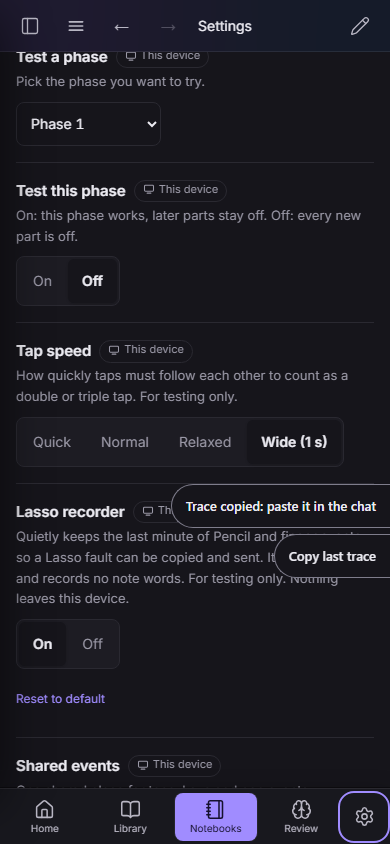 Settings
Test a phase This device
Pick the phase you want to try.
Phase 1
Test this phase This device
On: this phase works, later parts stay off. Off: every new
part is off.
On Off
Tap speed This device
How quickly taps must follow each other to count as a
double or triple tap. For testing only.
Quick Normal Relaxed Wide (1 s)
Lasso recorder
Trace copied: paste it in the chat
Quietly keeps the last minute of Pencil and
so a Lasso fault can be copied and sent.
Copy last trace
and records no note words. For testing only. Nothing
leaves this device.
On Off
Reset to default
Shared events This device
Home Library Notebooks Review